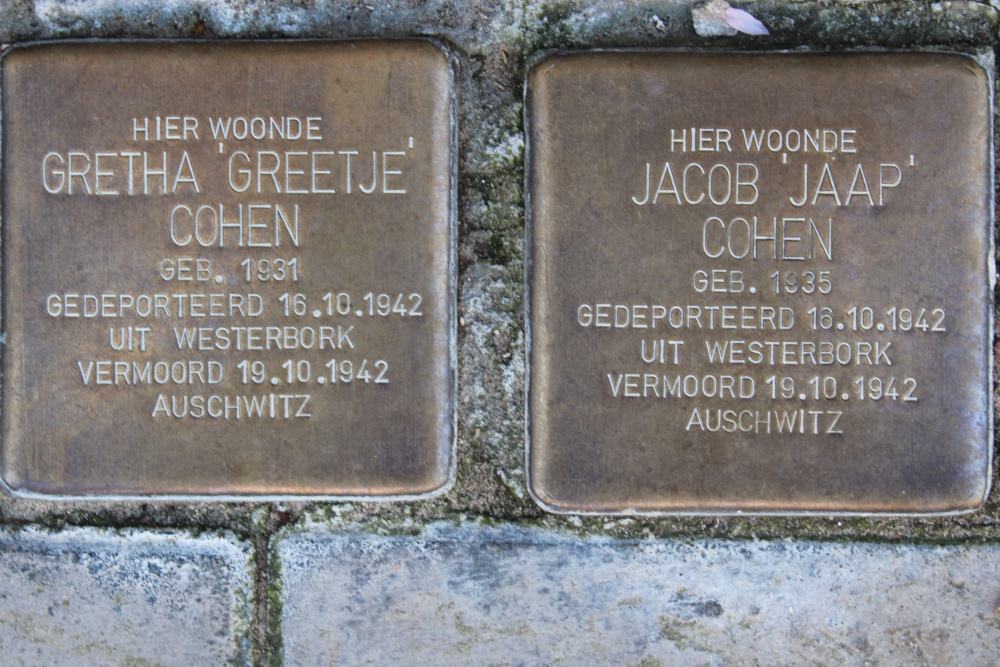 HIER WOONDE
GRETHA 'GREETJE'
COHEN
GEB. 1931
GEDEPORTEERD 16.10.1942
UIT WESTERBORK
VERMOORD 19.10.1942
AUSCHWITZ
HIER WOONDE
JACOB 'JAAP'
COHEN
GEB. 1935
GEDEPORTEERD 16.10.1942
UIT WESTERBORK
VERMOORD 19.10.1942
AUSCHWITZ